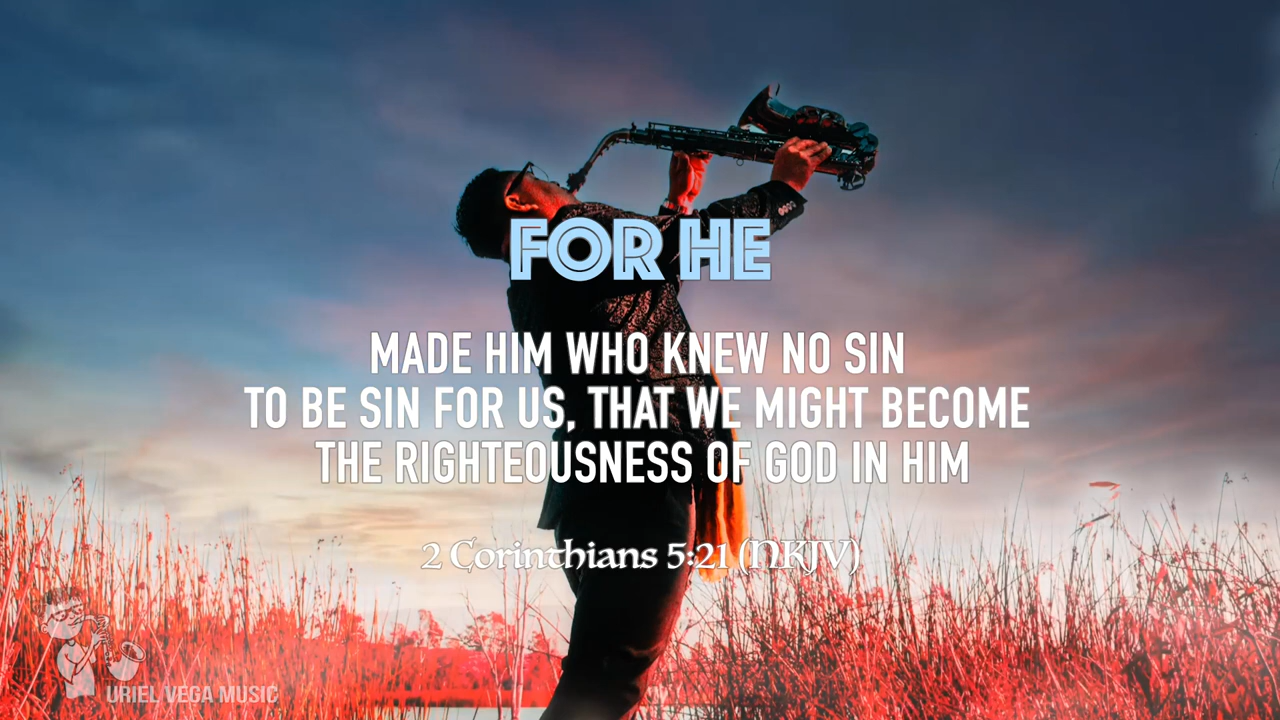 FOR HE
MADE HIM WHO KNEW NO SIN
TO BE SIN FOR US, THAT WE MIGHT BECOME
THE RIGHTEOUSNESS OF GOD IN HIM
2 Corinthians 5:21 (NKJV)
URIEL VEGA MUSIC